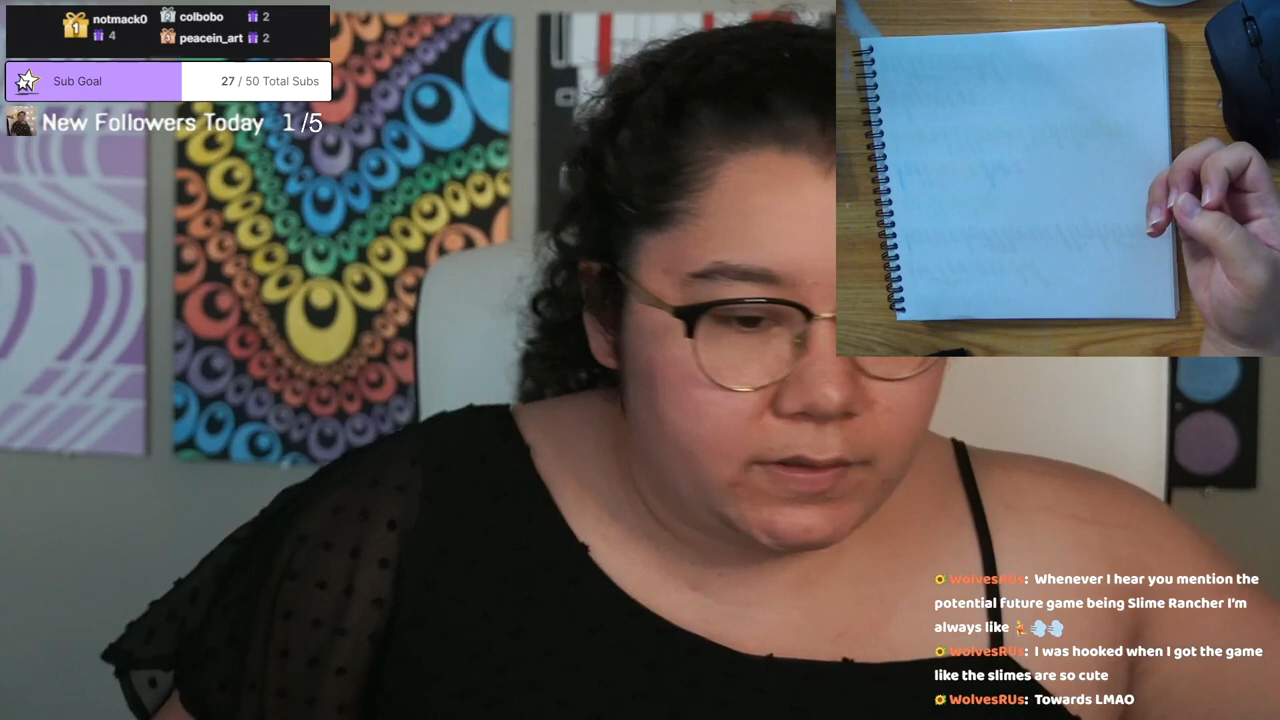 notmack0
4
colbobo 2
peacein_art 2
Sub Goal 27 / 50 Total Subs
New Followers Today 1 /5
WolvesRUs: Whenever I hear you mention the
potential future game being Slime Rancher I'm
always like
WolvesRUs: I was hooked when I got the game
like the slimes are so cute
WolvesRUs: Towards LMAO